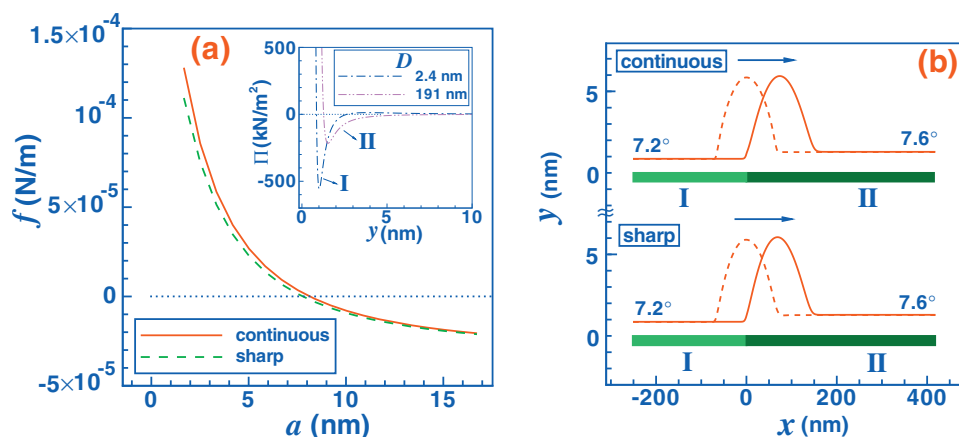 (a)
f (N/m)
1.5×10⁻⁴
10⁻⁴
5×10⁻⁵
0
-5×10⁻⁵
0 5 10 15
a (nm)
continuous
sharp
Π(kN/m²)
500
0
-500
D
2.4 nm
191 nm
II
I
0 5 10
y(nm)
(b)
y (nm)
continuous
5
7.2° 7.6°
0
I II
sharp
5
7.2° 7.6°
0
I II
-200 0 200 400
x (nm)